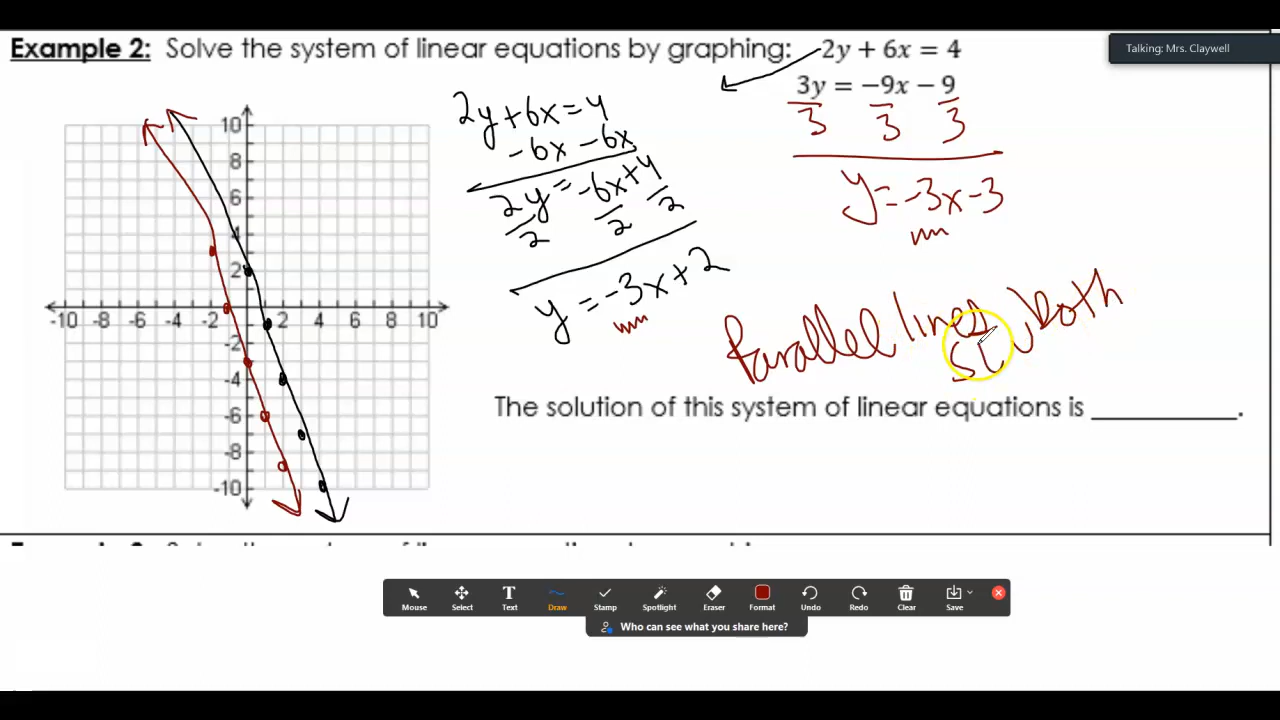 Example 2: Solve the system of linear equations by graphing: 2y + 6x = 4
3y = −9x − 9
3 3 3
y = -3x - 3
2y + 6x = 4
-6x -6x
2y = -6x + 4
2 2 2
y = -3x + 2
Parallel lines both
The solution of this system of linear equations is ____________.
10
8
6
4
2
-10 -8 -6 -4 -2 2 4 6 8 10
-2
-4
-6
-8
-10
Talking: Mrs. Claywell
Mouse Select Text Draw Stamp Spotlight Eraser Format Undo Redo Clear Save
Who can see what you share here?